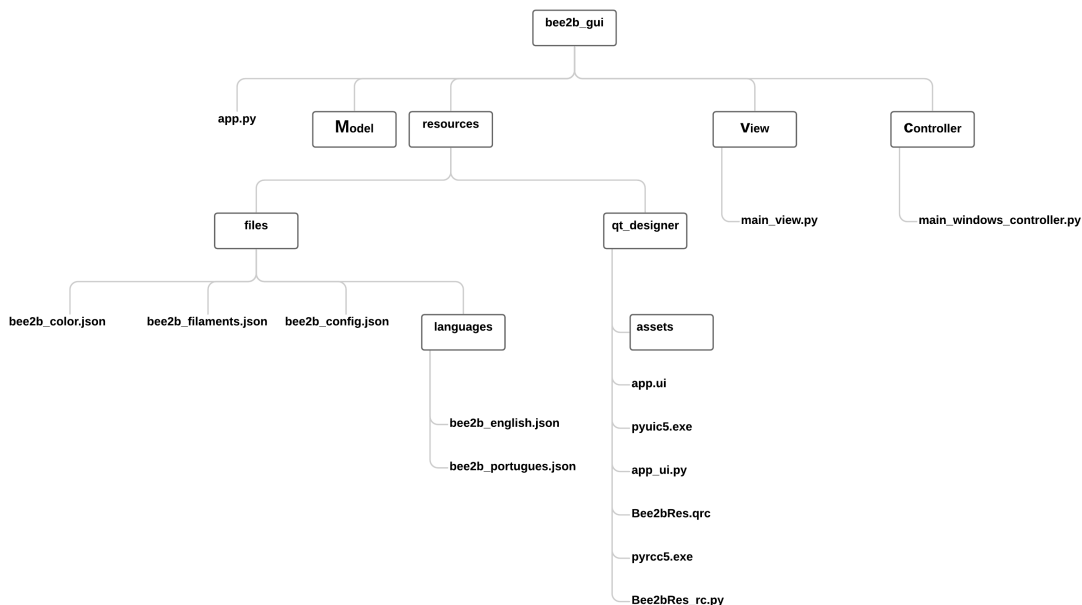 bee2b_gui
app.py
Model
resources
View
Controller
files
qt_designer
main_view.py
main_windows_controller.py
bee2b_color.json
bee2b_filaments.json
bee2b_config.json
languages
assets
app.ui
bee2b_english.json
pyuic5.exe
bee2b_portugues.json
app_ui.py
Bee2bRes.qrc
pyrcc5.exe
Bee2bRes_rc.py